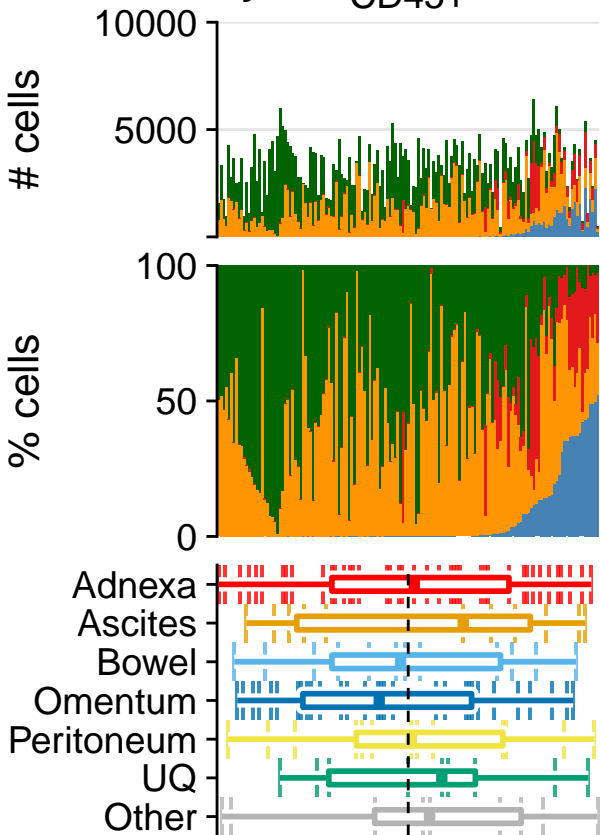 10000
5000
# cells
100
50
0
% cells
Adnexa
Ascites
Bowel
Omentum
Peritoneum
UQ
Other